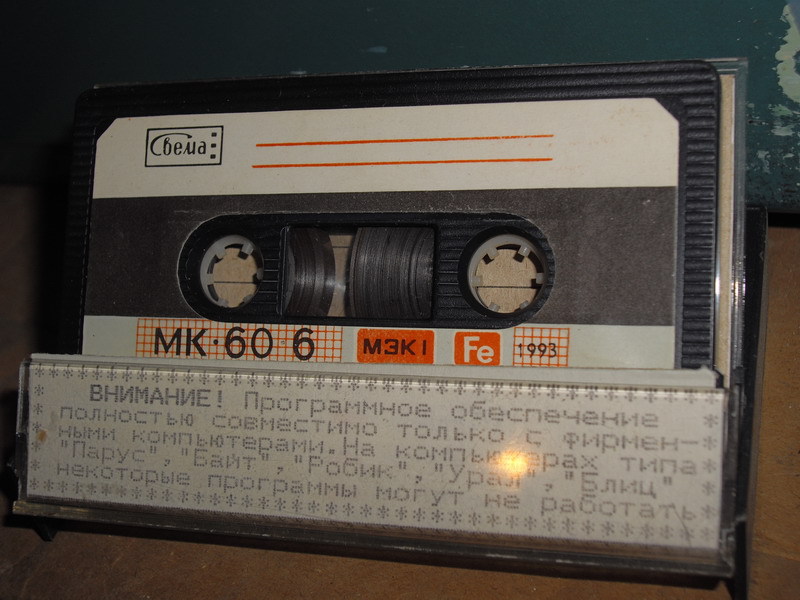 Свема
МК·60·6 МЭК I Fe 1993
ВНИМАНИЕ! Программное обеспечение
полностью совместимо только с фирмен-
ными компьютерами. На компьютерах типа
"Парус", "Байт", "Робик", "Урал", "Блиц"
некоторые программы могут не работать